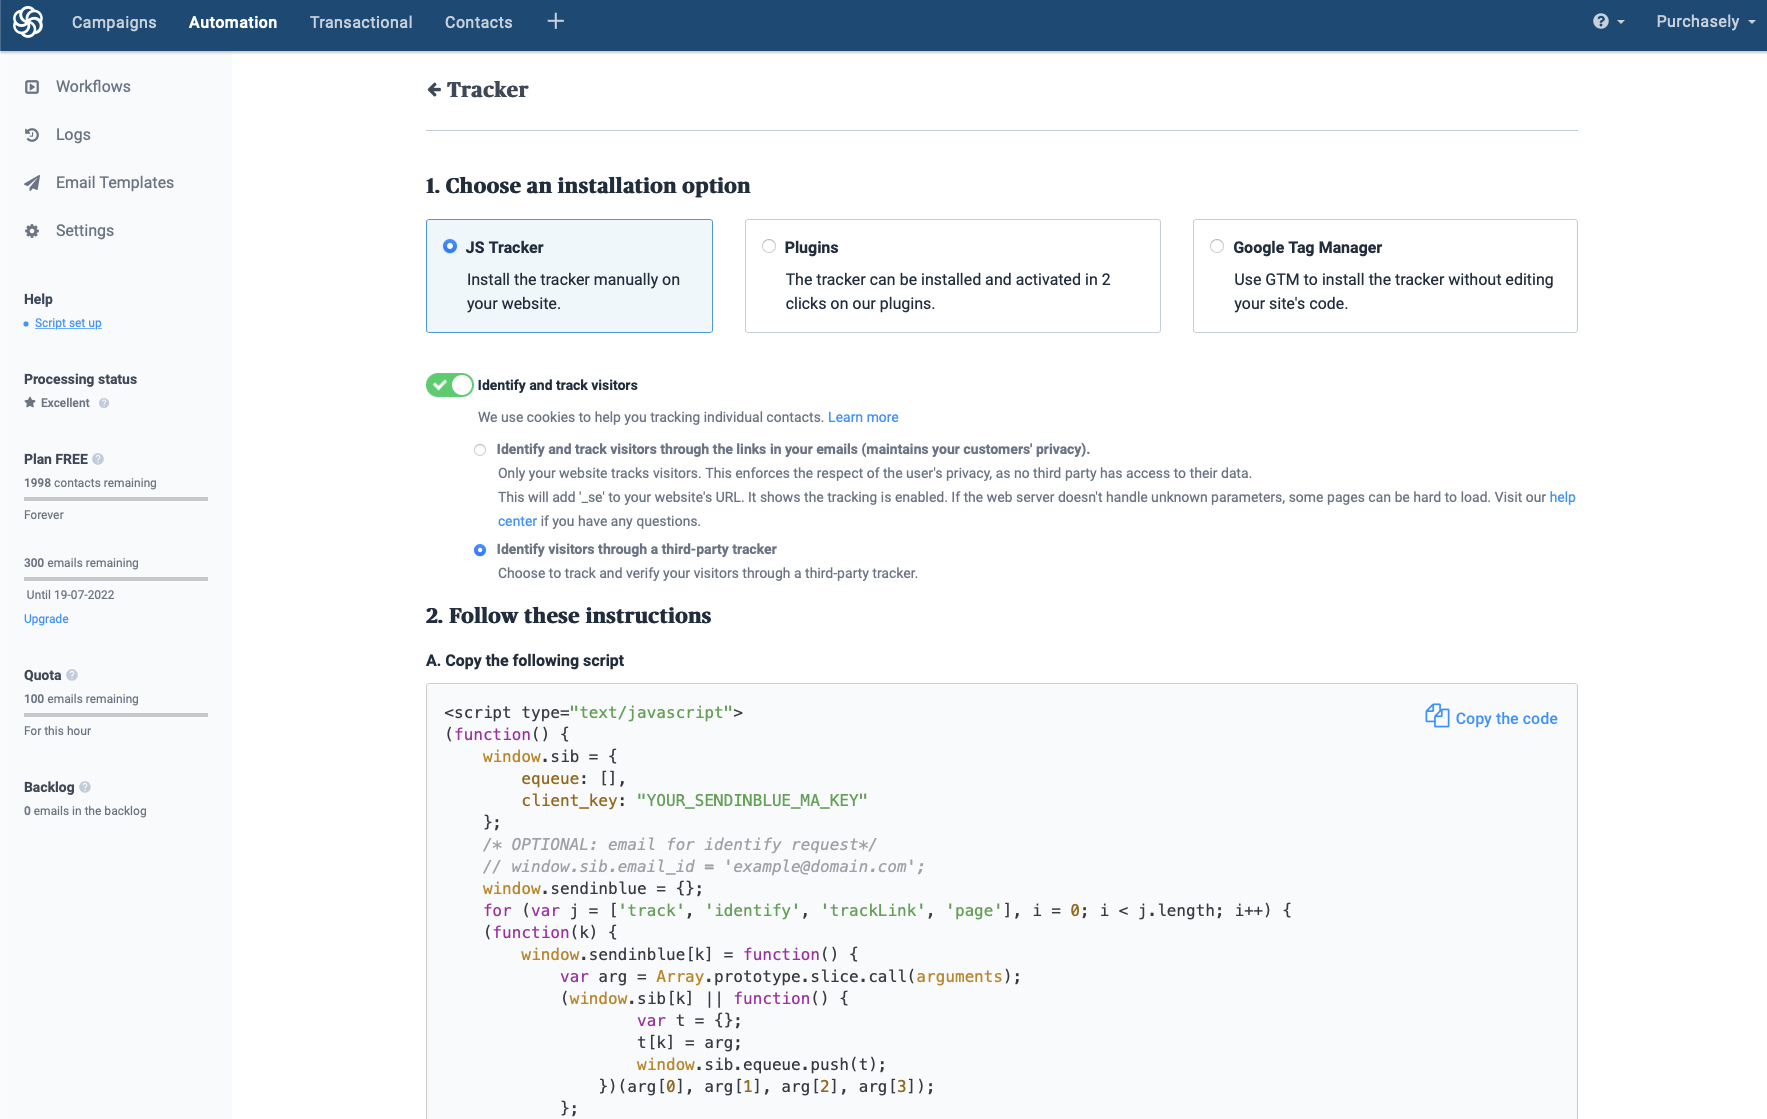 Campaigns Automation Transactional Contacts +
? Purchasely
Workflows
Logs
Email Templates
Settings
Help
Script set up
Processing status
Excellent ?
Plan FREE ?
1998 contacts remaining
Forever
300 emails remaining
Until 19-07-2022
Upgrade
Quota ?
100 emails remaining
For this hour
Backlog ?
0 emails in the backlog
← Tracker
1. Choose an installation option
JS Tracker
Install the tracker manually on
your website.
Plugins
The tracker can be installed and activated in 2
clicks on our plugins.
Google Tag Manager
Use GTM to install the tracker without editing
your site's code.
Identify and track visitors
We use cookies to help you tracking individual contacts. Learn more
Identify and track visitors through the links in your emails (maintains your customers' privacy).
Only your website tracks visitors. This enforces the respect of the user's privacy, as no third party has access to their data.
This will add '_se' to your website's URL. It shows the tracking is enabled. If the web server doesn't handle unknown parameters, some pages can be hard to load. Visit our help
center if you have any questions.
Identify visitors through a third-party tracker
Choose to track and verify your visitors through a third-party tracker.
2. Follow these instructions
A. Copy the following script
Copy the code
<script type="text/javascript">
(function() {
    window.sib = {
        equeue: [],
        client_key: "YOUR_SENDINBLUE_MA_KEY"
    };
    /* OPTIONAL: email for identify request*/
    // window.sib.email_id = 'example@domain.com';
    window.sendinblue = {};
    for (var j = ['track', 'identify', 'trackLink', 'page'], i = 0; i < j.length; i++) {
    (function(k) {
        window.sendinblue[k] = function() {
            var arg = Array.prototype.slice.call(arguments);
            (window.sib[k] || function() {
                    var t = {};
                    t[k] = arg;
                    window.sib.equeue.push(t);
                })(arg[0], arg[1], arg[2], arg[3]);
            };